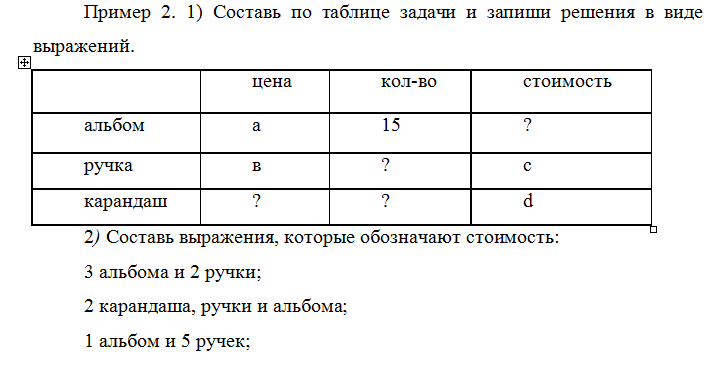 Пример 2. 1) Составь по таблице задачи и запиши решения в виде
выражений.
цена кол-во стоимость
альбом а 15 ?
ручка в ? с
карандаш ? ? d
2) Составь выражения, которые обозначают стоимость:
3 альбома и 2 ручки;
2 карандаша, ручки и альбома;
1 альбом и 5 ручек;